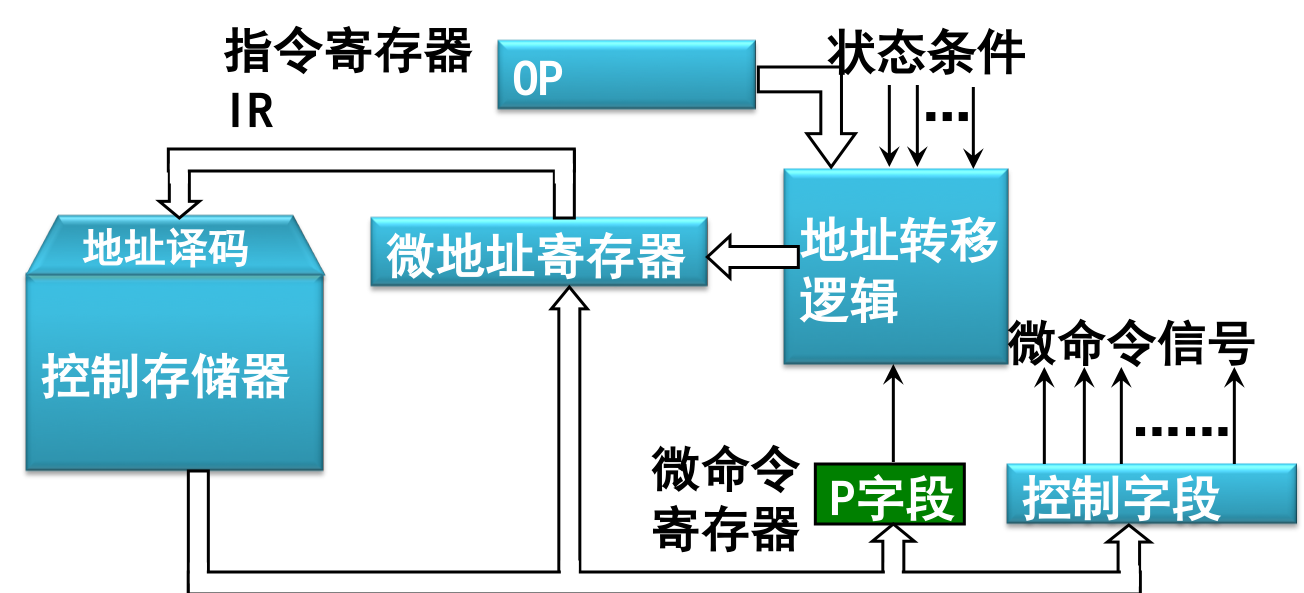 指令寄存器
IR
OP
状态条件
…
地址译码
微地址寄存器
地址转移
逻辑
控制存储器
微命令信号
……
微命令
寄存器
P字段
控制字段